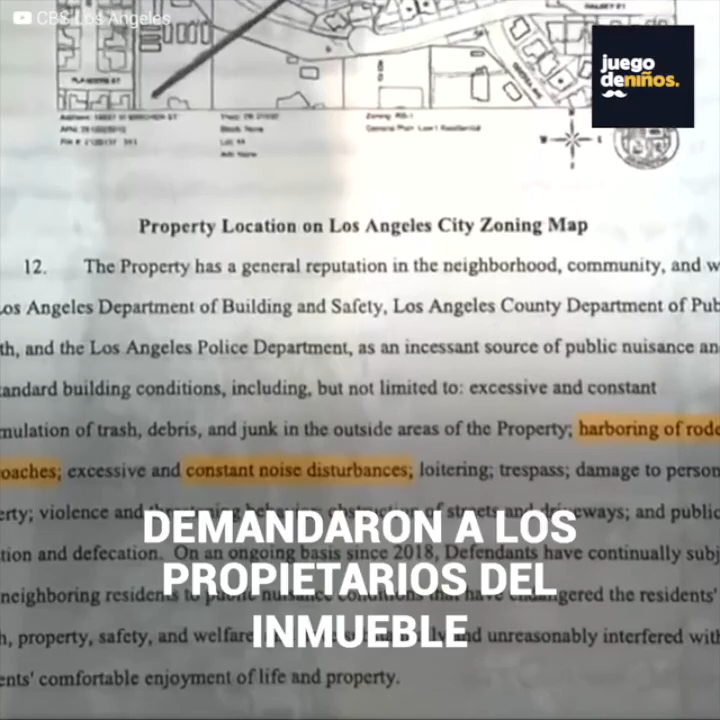 CBS Los Angeles
juego
deniños.
Property Location on Los Angeles City Zoning Map
12. The Property has a general reputation in the neighborhood, community, and w
os Angeles Department of Building and Safety, Los Angeles County Department of Pub
th, and the Los Angeles Police Department, as an incessant source of public nuisance an
andard building conditions, including, but not limited to: excessive and constant
mulation of trash, debris, and junk in the outside areas of the Property; harboring of rode
oaches; excessive and constant noise disturbances; loitering; trespass; damage to person
erty; violence and streets and driveways; and public
DEMANDARON A LOS
tion and defecation. On an ongoing basis since 2018, Defendants have continually subj
PROPIETARIOS DEL
neighboring residents to the residents'
INMUEBLE
h, property, safety, and welfare and unreasonably interfered with
ents' comfortable enjoyment of life and property.